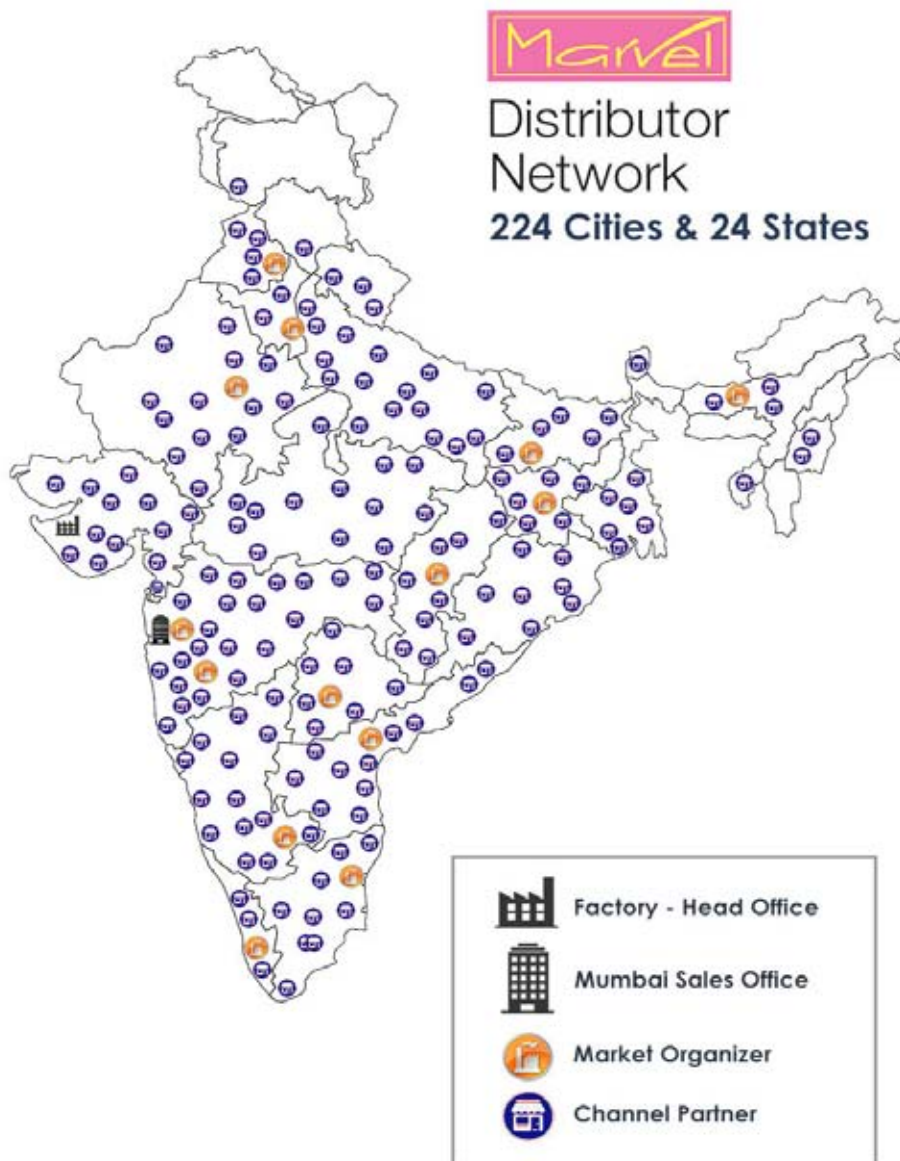 Marvel
Distributor
Network
224 Cities & 24 States
Factory - Head Office
Mumbai Sales Office
Market Organizer
Channel Partner